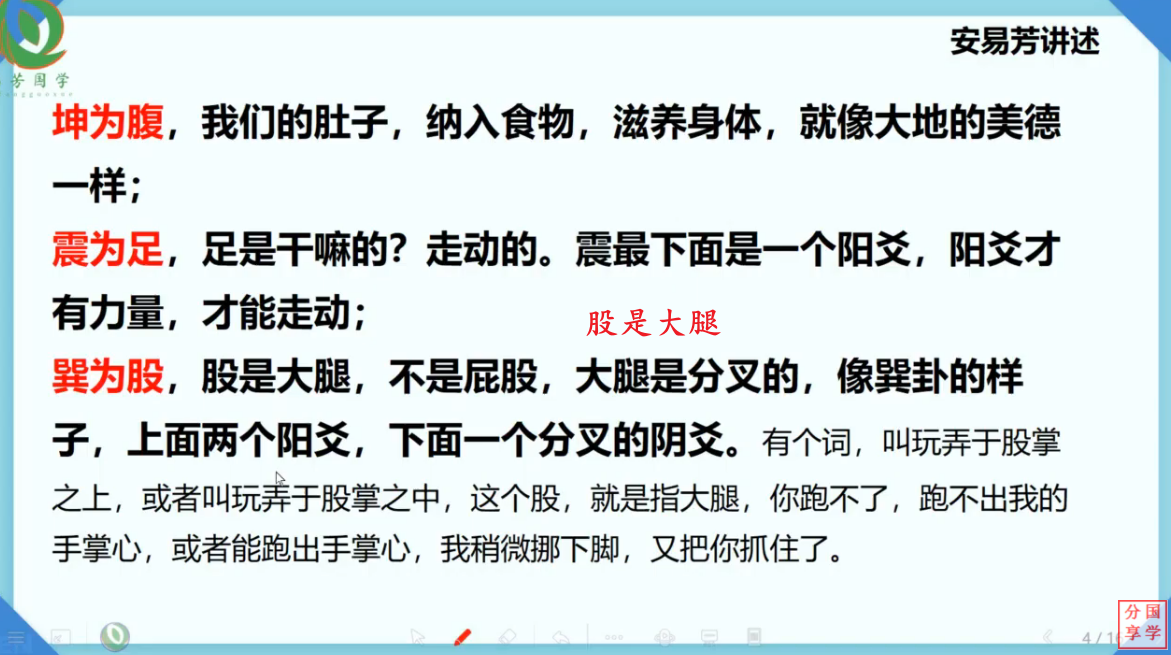 安易芳讲述
芳国学
坤为腹，我们的肚子，纳入食物，滋养身体，就像大地的美德
一样；
震为足，足是干嘛的？走动的。震最下面是一个阳爻，阳爻才
有力量，才能走动；
股是大腿
巽为股，股是大腿，不是屁股，大腿是分叉的，像巽卦的样
子，上面两个阳爻，下面一个分叉的阴爻。有个词，叫玩弄于股掌
之上，或者叫玩弄于股掌之中，这个股，就是指大腿，你跑不了，跑不出我的
手掌心，或者能跑出手掌心，我稍微挪下脚，又把你抓住了。
分国
享学
4 / 16